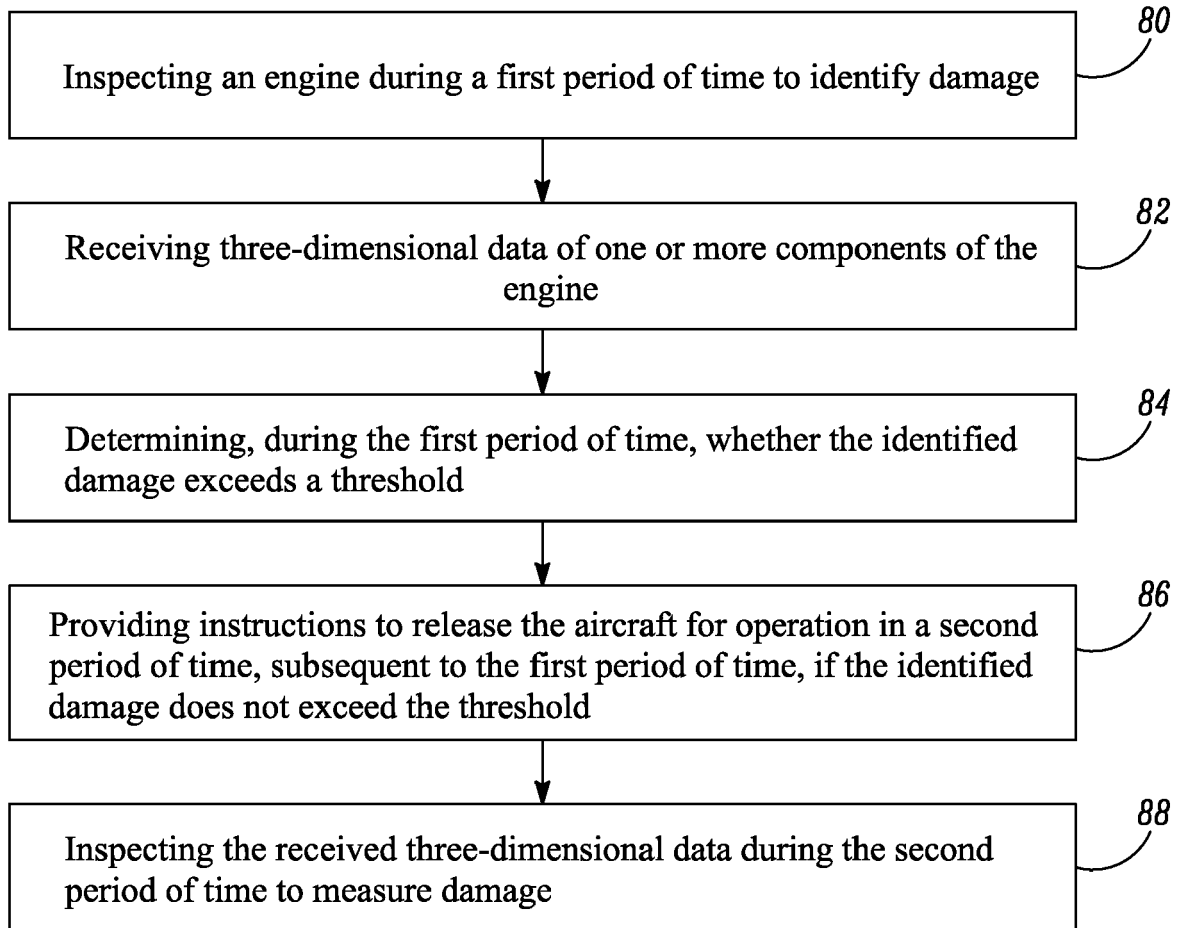 80
Inspecting an engine during a first period of time to identify damage
82
Receiving three-dimensional data of one or more components of the
engine
84
Determining, during the first period of time, whether the identified
damage exceeds a threshold
86
Providing instructions to release the aircraft for operation in a second
period of time, subsequent to the first period of time, if the identified
damage does not exceed the threshold
88
Inspecting the received three-dimensional data during the second
period of time to measure damage